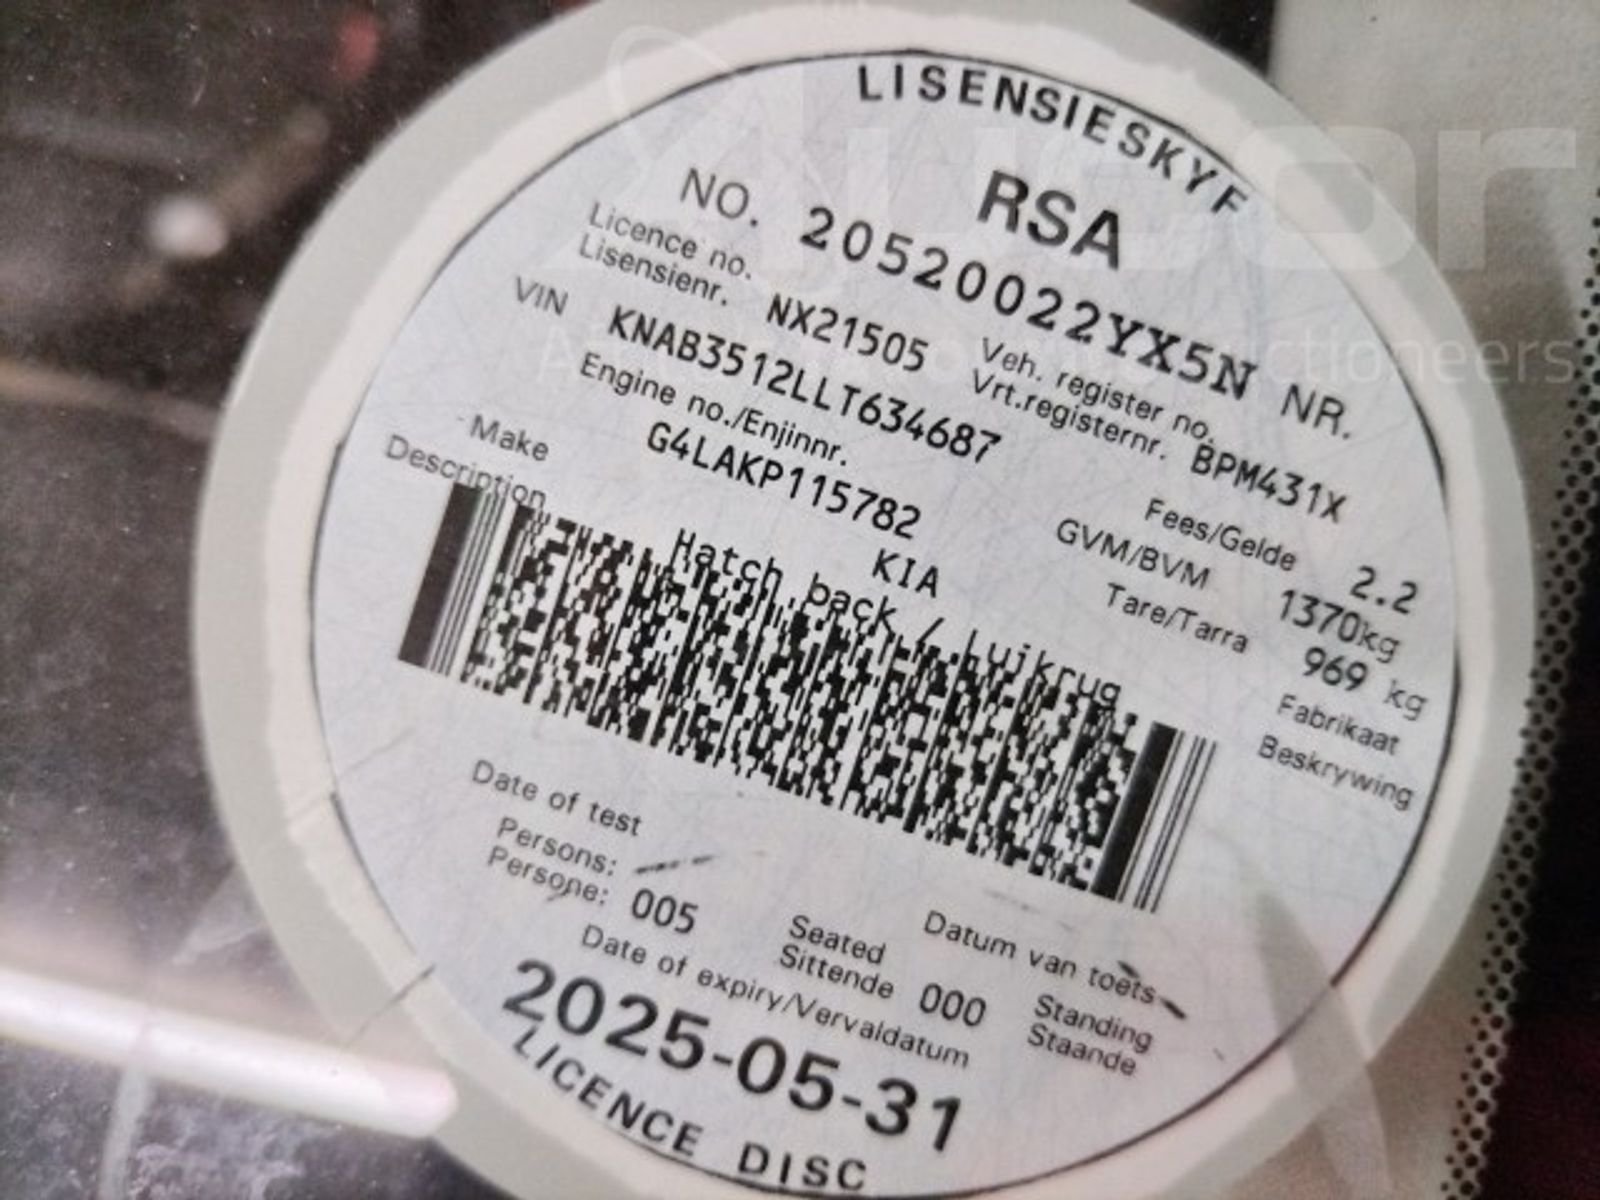 LISENSIESKYF
RSA
NO. 20520022YX5N NR.
Licence no.
Lisensienr. NX21505
Veh. register no.
Vrt.registernr. BPM431X
VIN KNAB3512LLT634687
Engine no./Enjinnr.
G4LAKP115782
Fees/Gelde 2.2
GVM/BVM 1370kg
Tare/Tarra 969 kg
Make KIA Fabrikaat
Description Hatch back / Luikrug Beskrywing
Date of test Datum van toets
Persons:
Persone: 005
Seated
Sittende 000
Standing
Staande
Date of expiry/Vervaldatum
2025-05-31
LICENCE DISC
Aucor